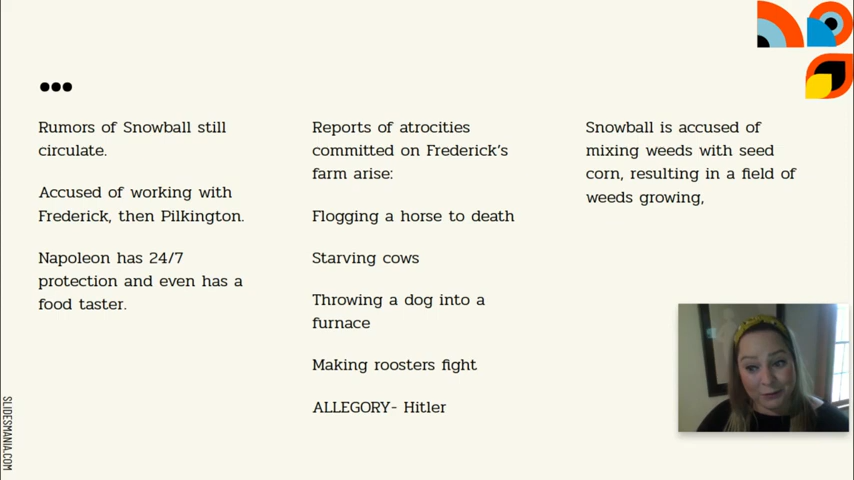 ●●●
Rumors of Snowball still
circulate.
Accused of working with
Frederick, then Pilkington.
Napoleon has 24/7
protection and even has a
food taster.
Reports of atrocities
committed on Frederick's
farm arise:
Flogging a horse to death
Starving cows
Throwing a dog into a
furnace
Making roosters fight
ALLEGORY- Hitler
Snowball is accused of
mixing weeds with seed
corn, resulting in a field of
weeds growing,
SLIDESMANIA.COM